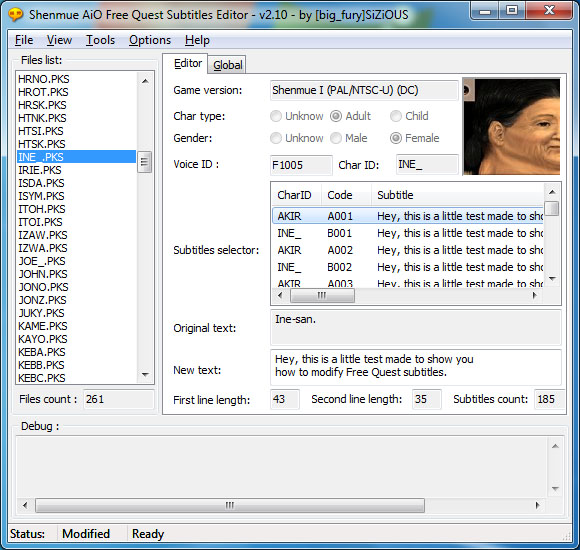 Shenmue AiO Free Quest Subtitles Editor - v2.10 - by [big_fury]SiZiOUS
File View Tools Options Help
Files list:
HRNO.PKS
HROT.PKS
HRSK.PKS
HTNK.PKS
HTSI.PKS
HTSK.PKS
INE_.PKS
IRIE.PKS
ISDA.PKS
ISYM.PKS
ITOH.PKS
ITOI.PKS
IZAW.PKS
IZWA.PKS
JOE_.PKS
JOHN.PKS
JONO.PKS
JONZ.PKS
JUKY.PKS
KAME.PKS
KAYO.PKS
KEBA.PKS
KEBB.PKS
KEBC.PKS
Files count : 261
Editor Global
Game version: Shenmue I (PAL/NTSC-U) (DC)
Char type: Unknow Adult Child
Gender: Unknow Male Female
Voice ID : F1005 Char ID: INE_
Subtitles selector:
CharID Code Subtitle
AKIR A001 Hey, this is a little test made to sho
INE_ B001 Hey, this is a little test made to sho
AKIR A002 Hey, this is a little test made to sho
INE_ B002 Hey, this is a little test made to sho
AKIR A003 Hey, this is a little test made to sho
Original text: Ine-san.
New text: Hey, this is a little test made to show you
how to modify Free Quest subtitles.
First line length: 43 Second line length: 35 Subtitles count: 185
Debug :
Status: Modified Ready